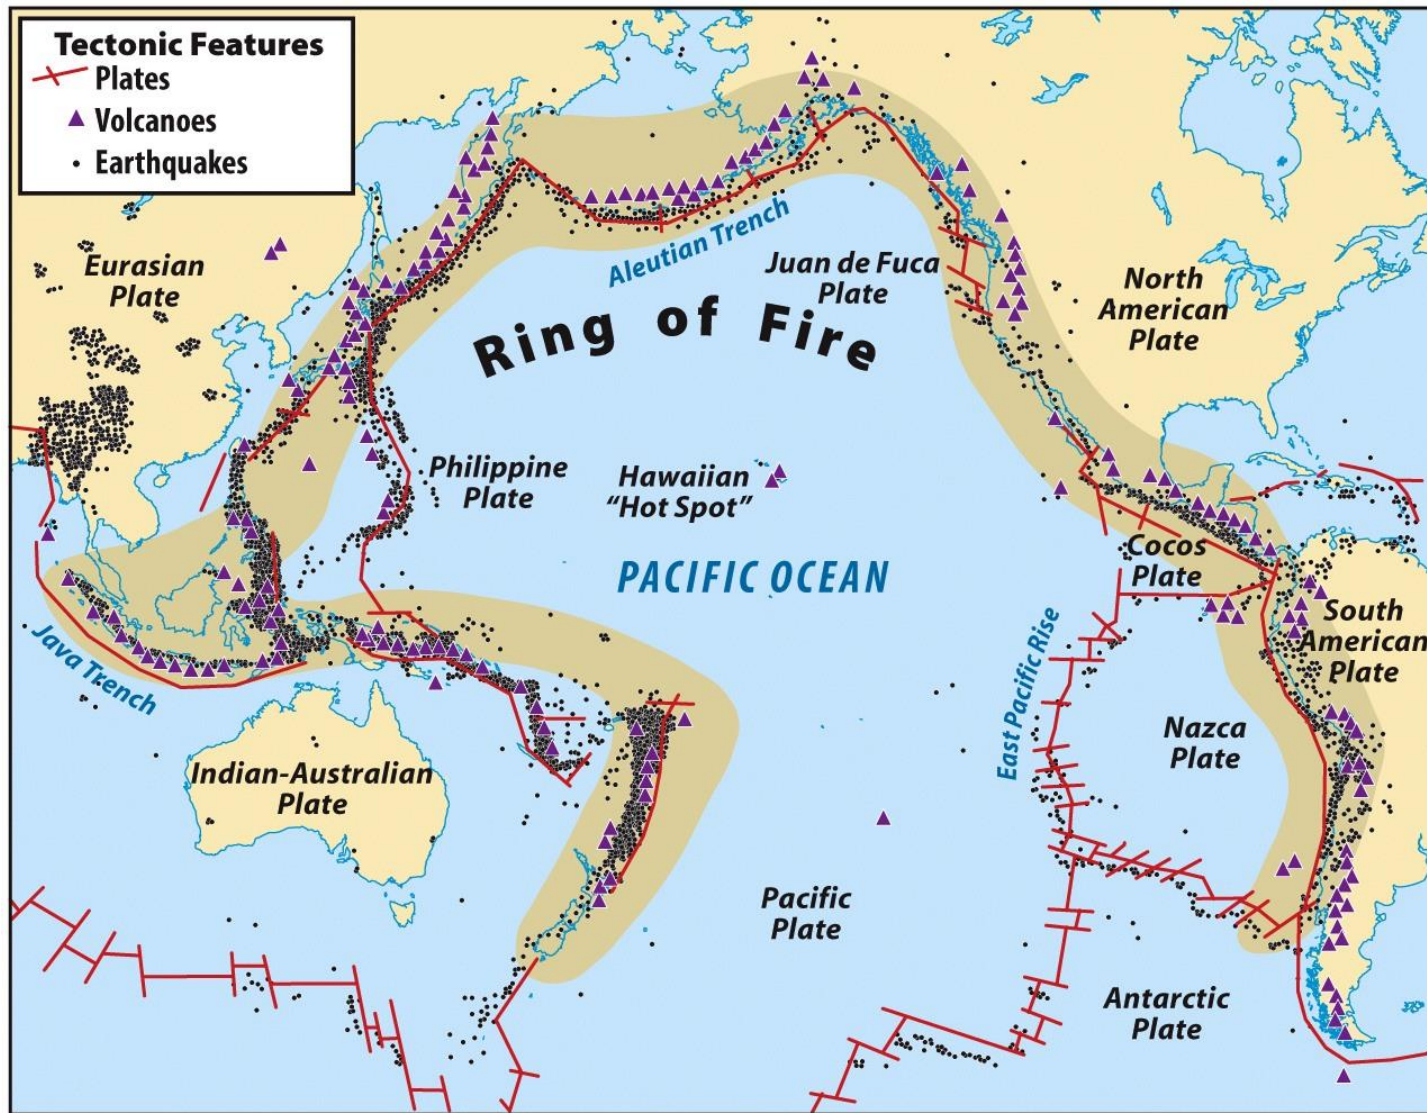 Tectonic Features
Plates
Volcanoes
Earthquakes
Eurasian
Plate
Aleutian Trench
Juan de Fuca
Plate
North
American
Plate
Ring of Fire
Philippine
Plate
Hawaiian
“Hot Spot”
PACIFIC OCEAN
Cocos
Plate
South
American
Plate
Java Trench
East Pacific Rise
Nazca
Plate
Indian-Australian
Plate
Pacific
Plate
Antarctic
Plate